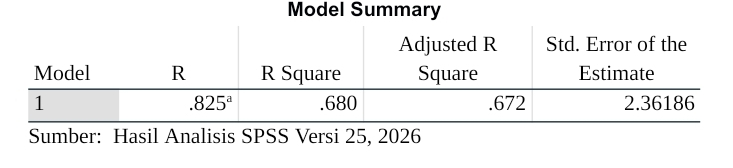 Model Summary
Model R R Square Adjusted R Square Std. Error of the Estimate
1 .825a .680 .672 2.36186
Sumber: Hasil Analisis SPSS Versi 25, 2026